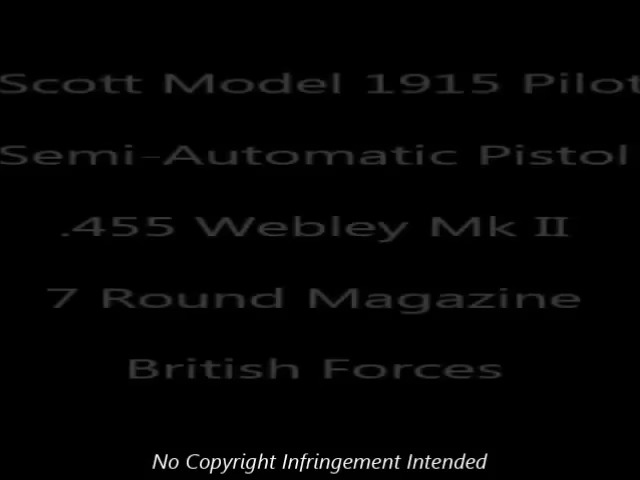 Scott Model 1915 Pilot
Semi-Automatic Pistol
.455 Webley Mk II
7 Round Magazine
British Forces
No Copyright Infringement Intended